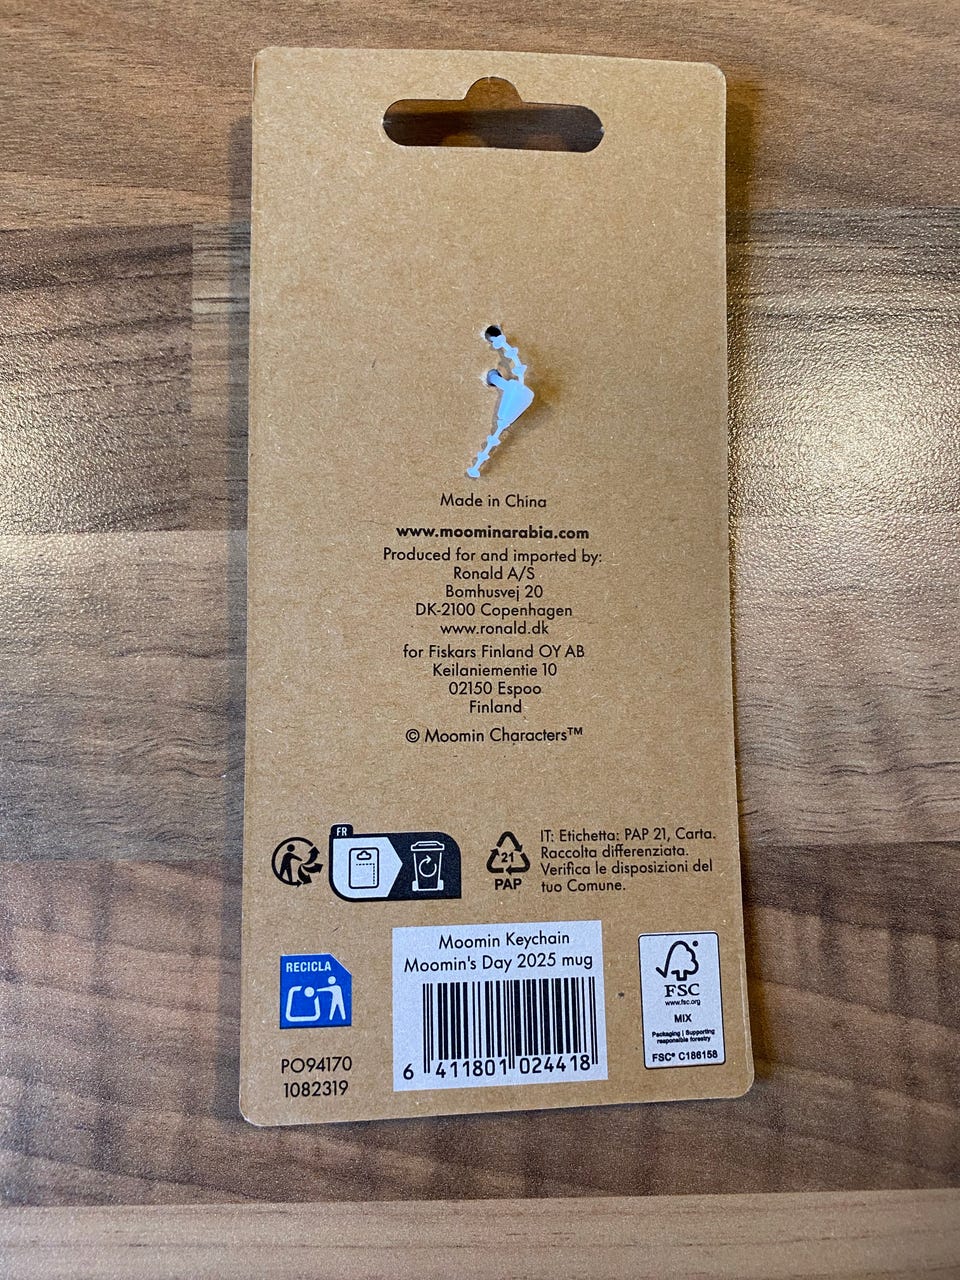 Made in China
www.moominarabia.com
Produced for and imported by:
Ronald A/S
Bomhusvej 20
DK-2100 Copenhagen
www.ronald.dk
for Fiskars Finland OY AB
Keilaniementie 10
02150 Espoo
Finland
© Moomin Characters™
FR
21
PAP
IT: Etichetta: PAP 21, Carta.
Raccolta differenziata.
Verifica le disposizioni del
tuo Comune.
RECICLA
PO94170
1082319
Moomin Keychain
Moomin's Day 2025 mug
6 411801 024418
FSC
www.fsc.org
MIX
Packaging | Supporting
responsible forestry
FSC® C186158